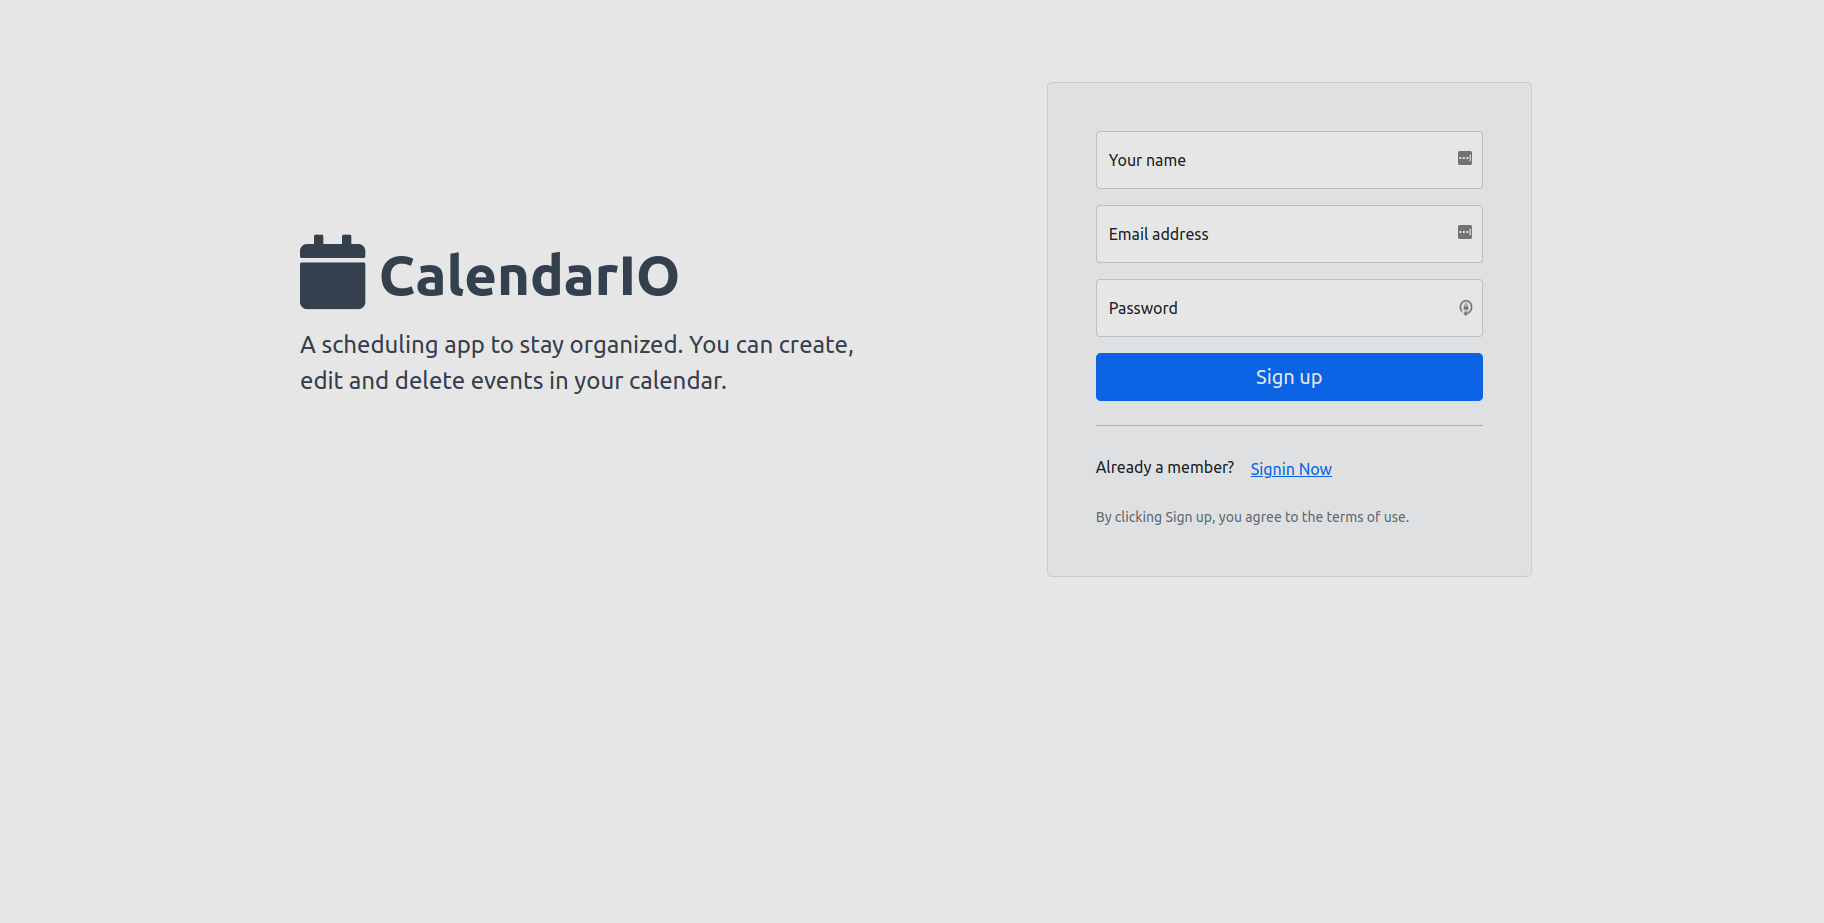 CalendarIO
A scheduling app to stay organized. You can create,
edit and delete events in your calendar.
Your name
Email address
Password
Sign up
Already a member? Signin Now
By clicking Sign up, you agree to the terms of use.